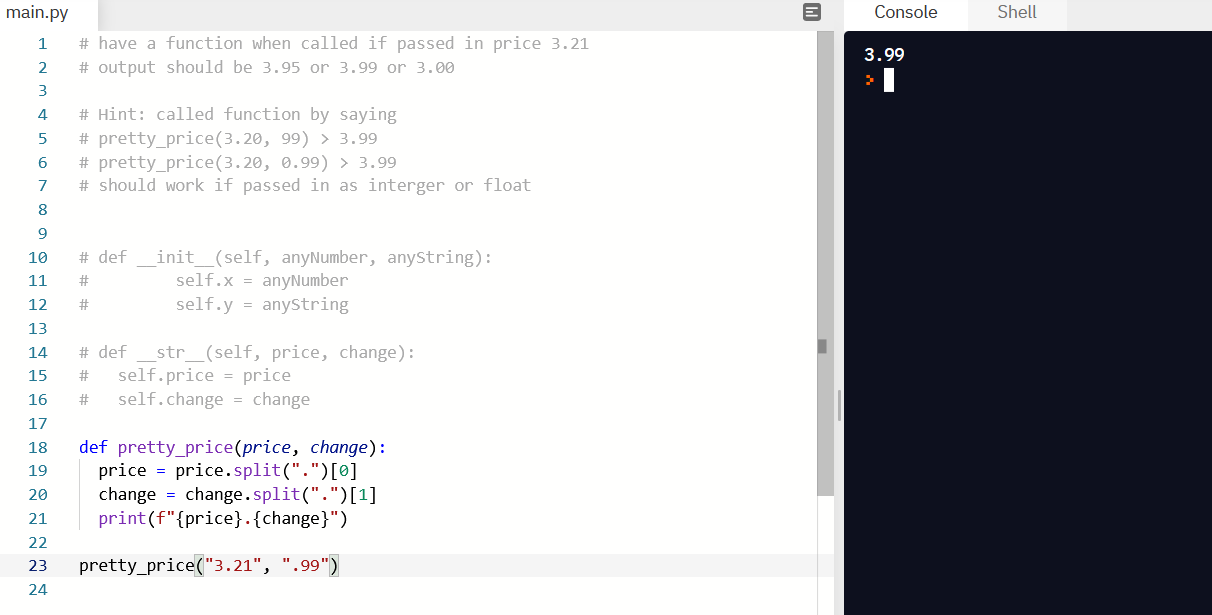 main.py
Console Shell
1 # have a function when called if passed in price 3.21
2 # output should be 3.95 or 3.99 or 3.00
3
4 # Hint: called function by saying
5 # pretty_price(3.20, 99) > 3.99
6 # pretty_price(3.20, 0.99) > 3.99
7 # should work if passed in as interger or float
8
9
10 # def __init__(self, anyNumber, anyString):
11 #         self.x = anyNumber
12 #         self.y = anyString
13
14 # def __str__(self, price, change):
15 #   self.price = price
16 #   self.change = change
17
18 def pretty_price(price, change):
19   price = price.split(".")[0]
20   change = change.split(".")[1]
21   print(f"{price}.{change}")
22
23 pretty_price("3.21", ".99")
24
3.99
>